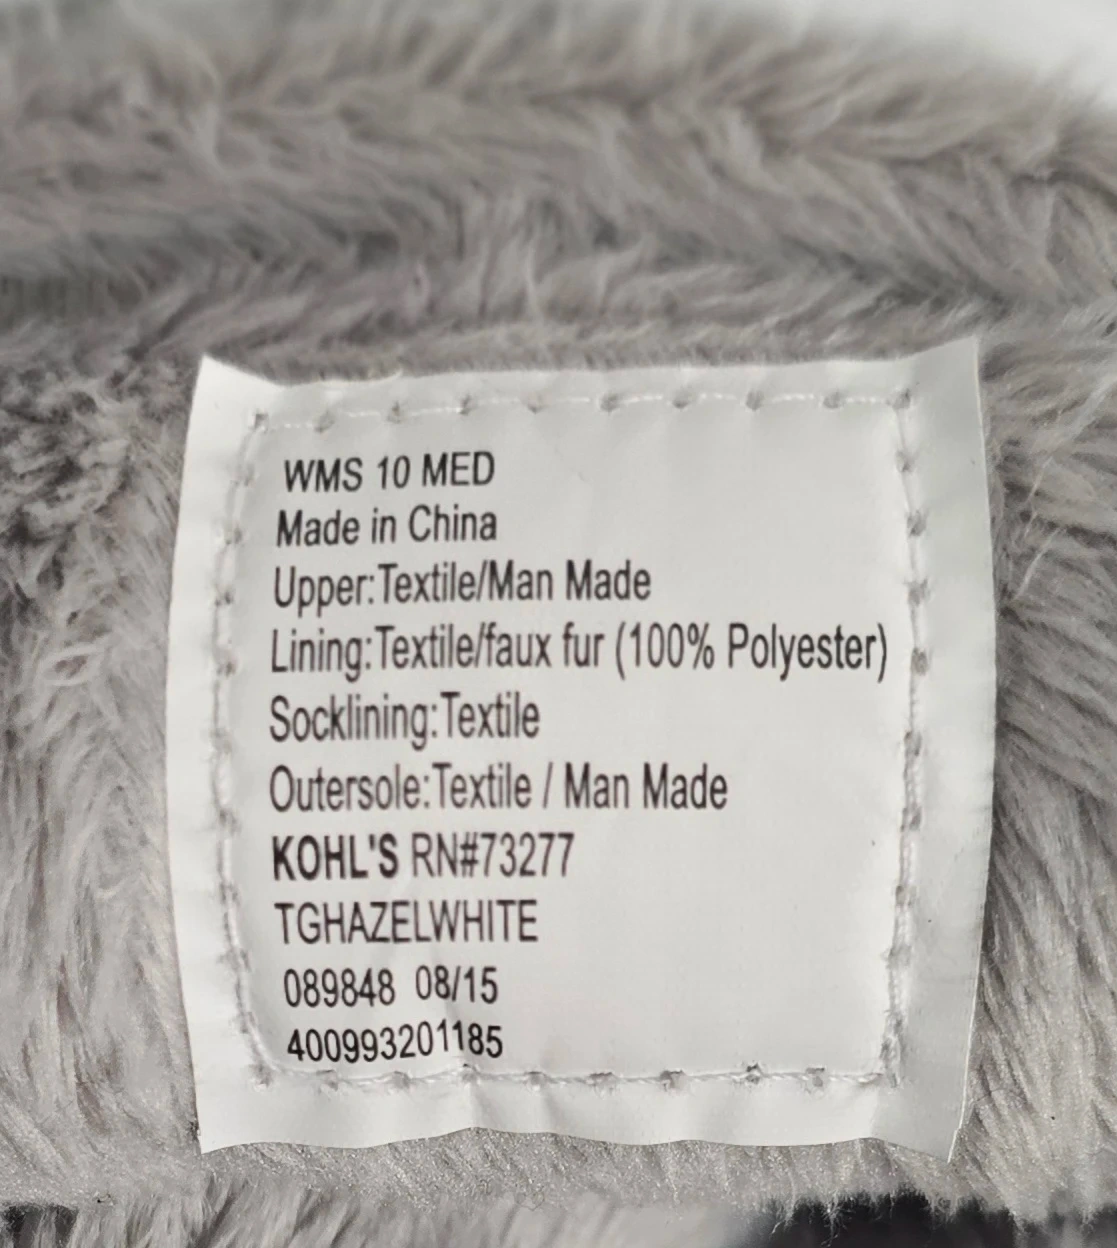 WMS 10 MED
Made in China
Upper:Textile/Man Made
Lining:Textile/faux fur (100% Polyester)
Socklining:Textile
Outersole:Textile / Man Made
KOHL'S RN#73277
TGHAZELWHITE
089848 08/15
400993201185